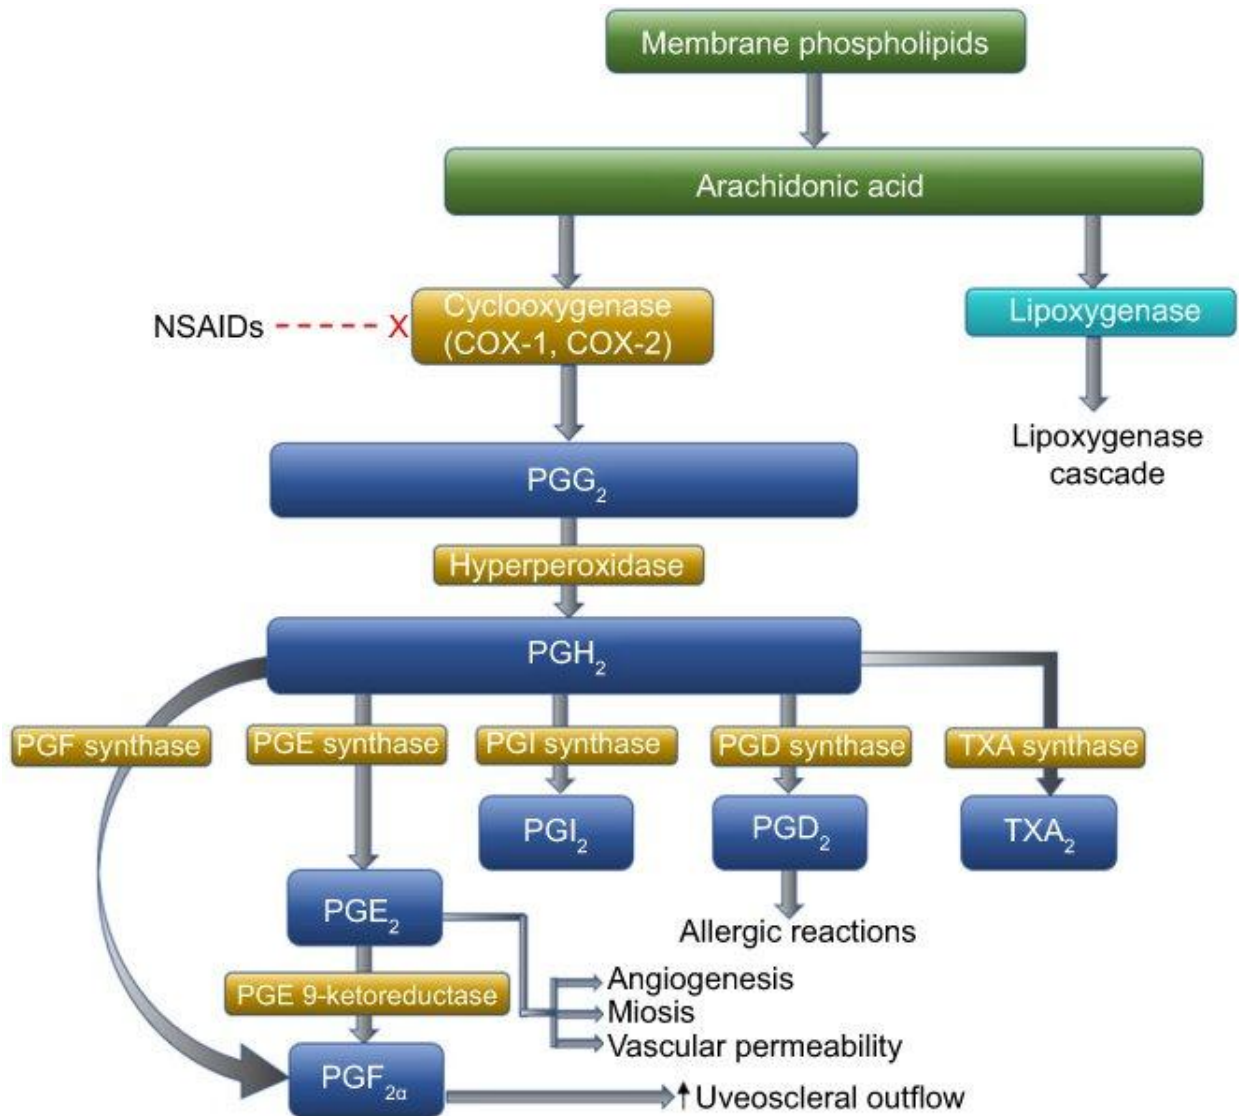 Membrane phospholipids
Arachidonic acid
NSAIDs
X
Cyclooxygenase
(COX-1, COX-2)
Lipoxygenase
Lipoxygenase
cascade
PGG₂
Hyperperoxidase
PGH₂
PGF synthase
PGE synthase
PGI synthase
PGD synthase
TXA synthase
PGI₂
PGD₂
TXA₂
PGE₂
Allergic reactions
PGE 9-ketoreductase
Angiogenesis
Miosis
Vascular permeability
PGF₂α
↑ Uveoscleral outflow